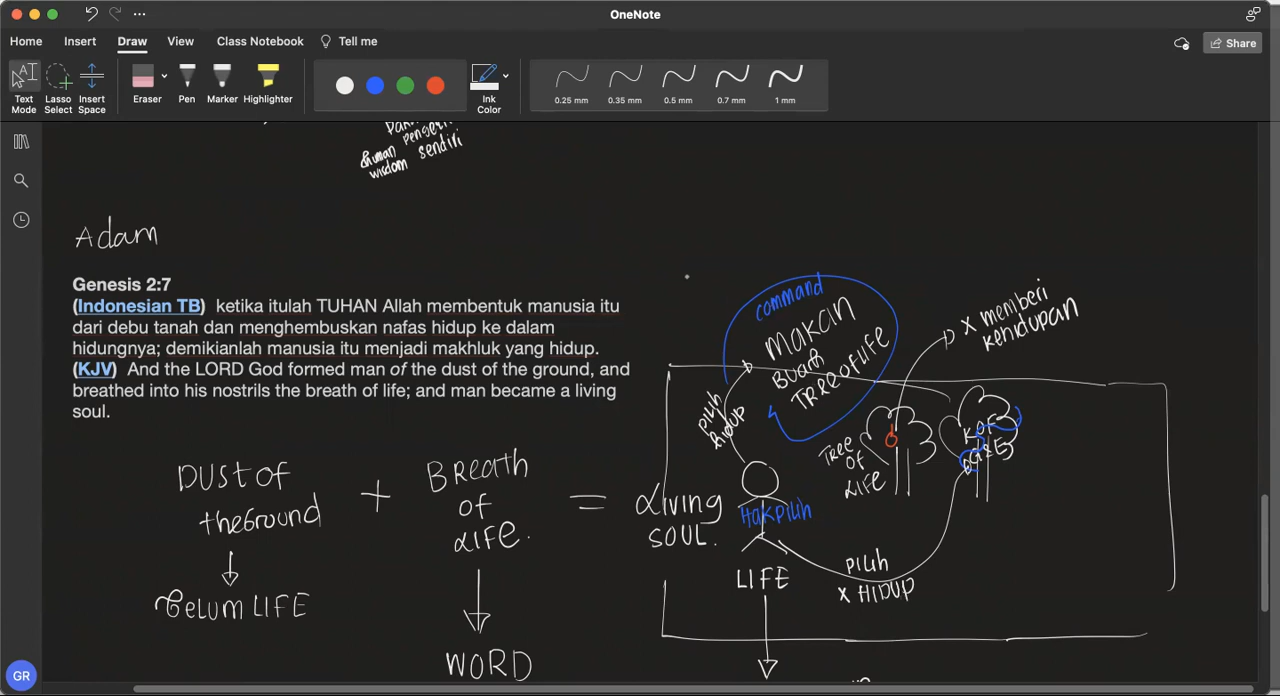 OneNote
Home Insert Draw View Class Notebook Tell me
Share
Text Mode
Lasso Select
Insert Space
Eraser
Pen
Marker
Highlighter
Ink Color
0.25 mm
0.35 mm
0.5 mm
0.7 mm
1 mm
&human
wisdom sendiri
Adam
Genesis 2:7
(Indonesian TB) ketika itulah TUHAN Allah membentuk manusia itu
dari debu tanah dan menghembuskan nafas hidup ke dalam
hidungnya; demikianlah manusia itu menjadi makhluk yang hidup.
(KJV) And the LORD God formed man of the dust of the ground, and
breathed into his nostrils the breath of life; and man became a living
soul.
command
MAKAN
BUAH
TREE OF LIFE
X memberi
kehidupan
pilih
hidup
TREE
OF
LIFE
KOF
G&E
DUST OF
the Ground
+
Breath
OF
LIFE.
=
Living
SOUL.
Hak pilih
LIFE
PILIH
X HIDUP
Belum LIFE
WORD
GR